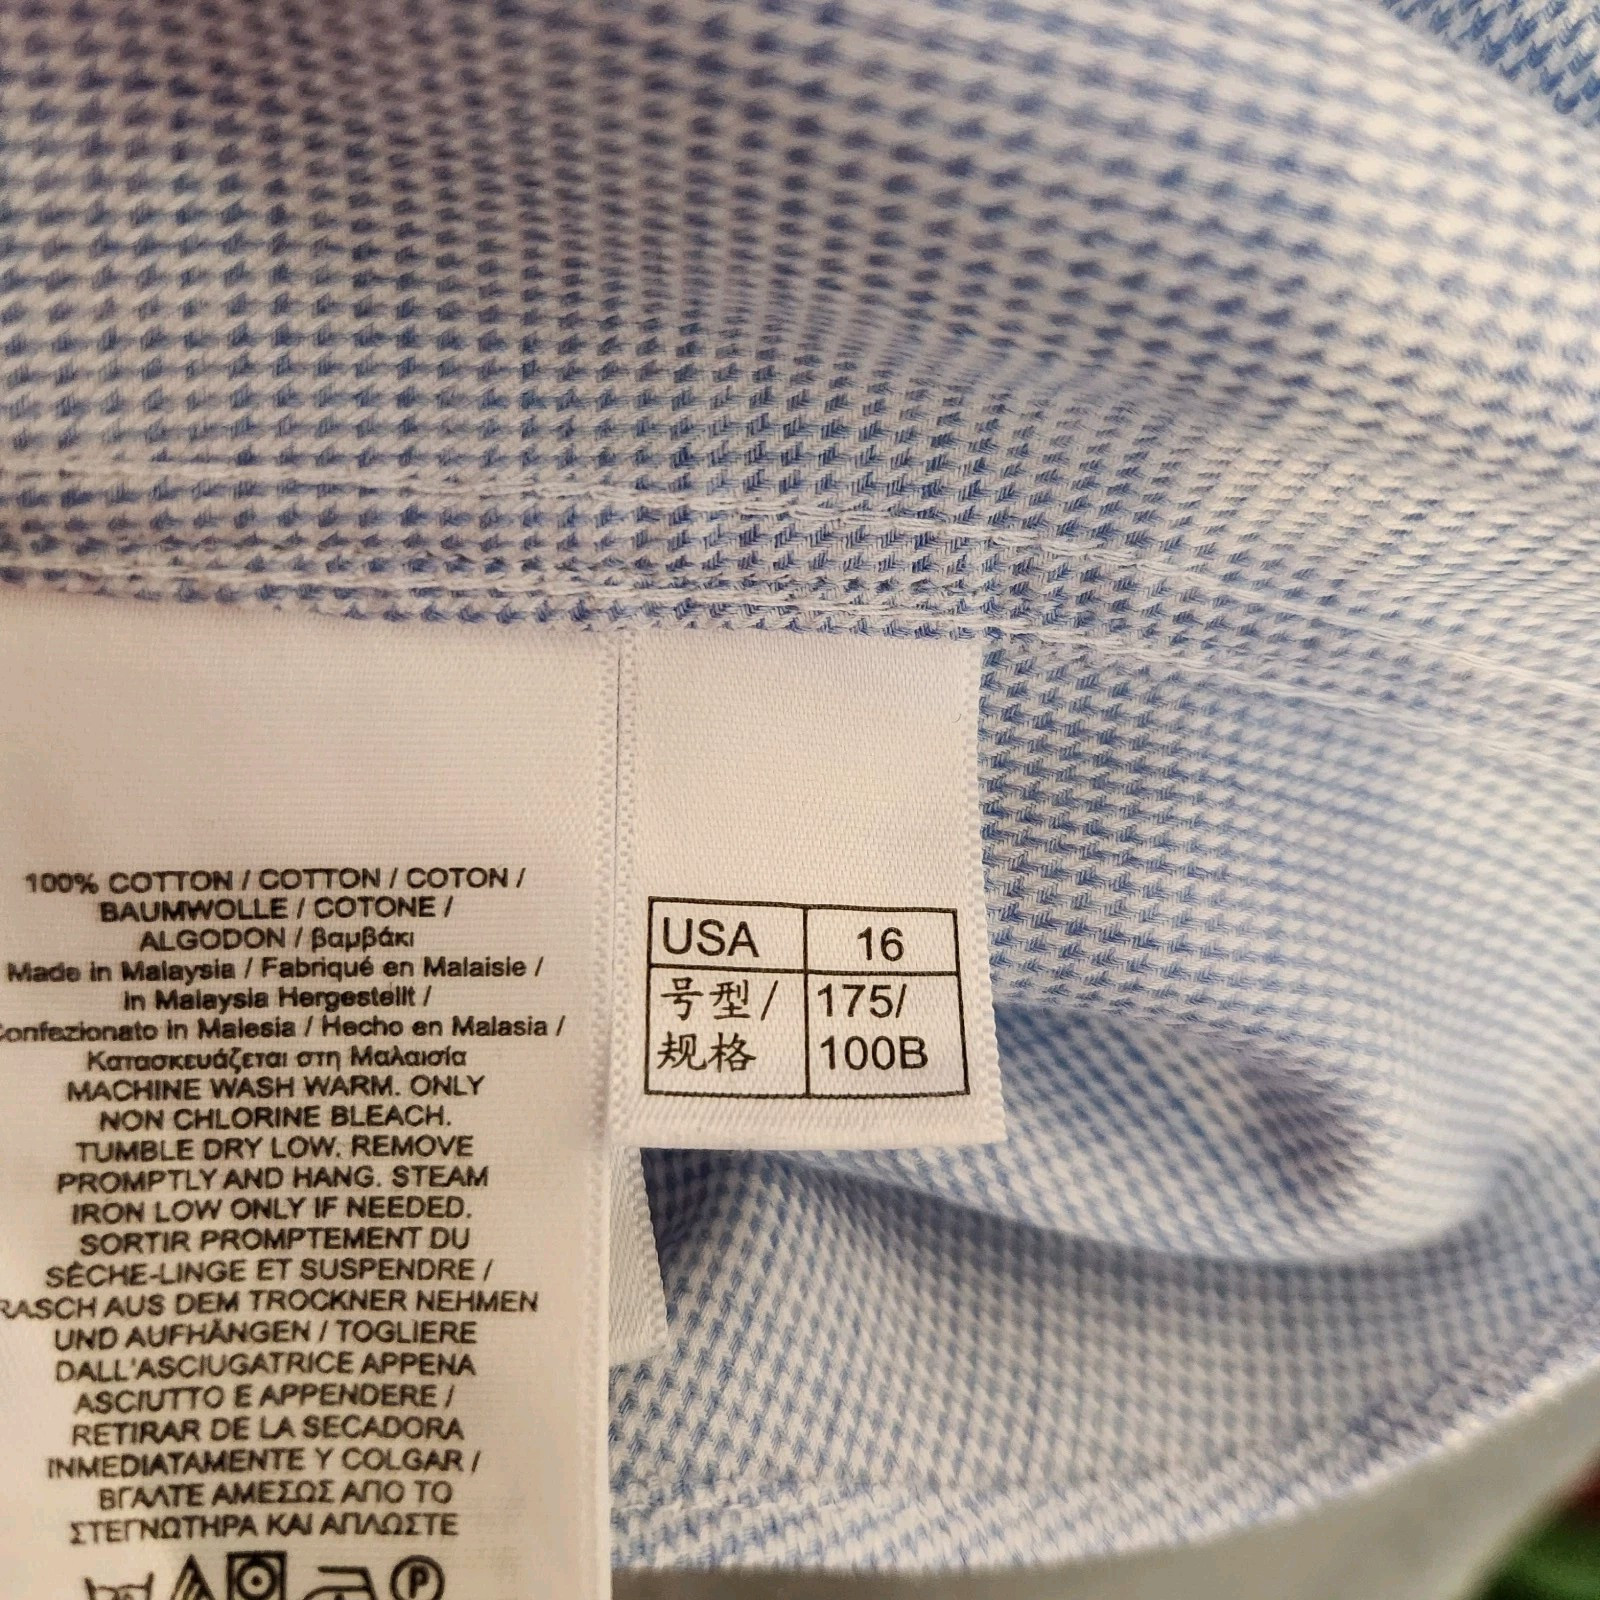 100% COTTON / COTTON / COTON /
BAUMWOLLE / COTONE /
ALGODON / βαμβάκι
Made in Malaysia / Fabriqué en Malaisie /
in Malaysia Hergestellt /
Confezionato in Malesia / Hecho en Malasia /
Κατασκευάζεται στη Μαλαισία
MACHINE WASH WARM. ONLY
NON CHLORINE BLEACH.
TUMBLE DRY LOW. REMOVE
PROMPTLY AND HANG. STEAM
IRON LOW ONLY IF NEEDED.
SORTIR PROMPTEMENT DU
SÈCHE-LINGE ET SUSPENDRE /
RASCH AUS DEM TROCKNER NEHMEN
UND AUFHÄNGEN / TOGLIERE
DALL'ASCIUGATRICE APPENA
ASCIUTTO E APPENDERE /
RETIRAR DE LA SECADORA
INMEDIATAMENTE Y COLGAR /
ΒΓΑΛΤΕ ΑΜΕΣΩΣ ΑΠΟ ΤΟ
ΣΤΕΓΝΩΤΗΡΑ ΚΑΙ ΑΠΛΩΣΤΕ
P
USA 16
号型/ 175/
规格 100B